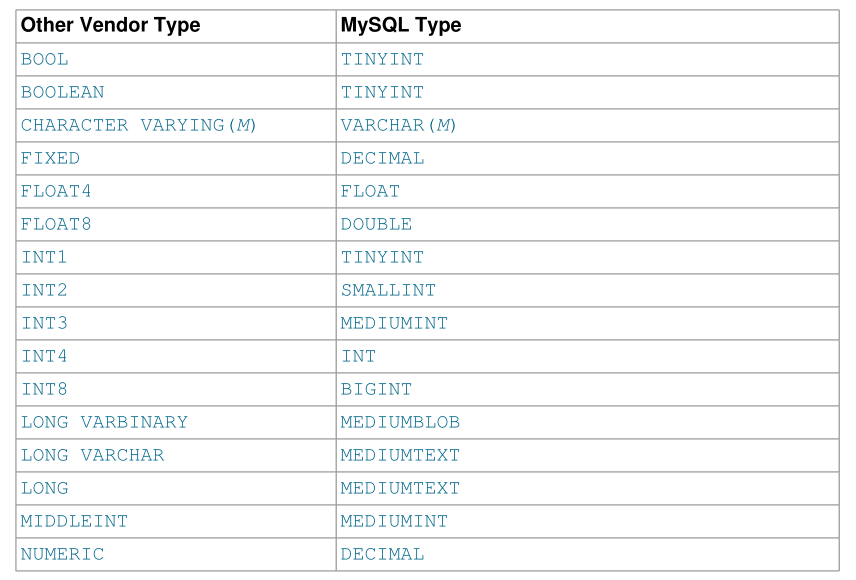 Other Vendor Type MySQL Type
BOOL TINYINT
BOOLEAN TINYINT
CHARACTER VARYING(M) VARCHAR(M)
FIXED DECIMAL
FLOAT4 FLOAT
FLOAT8 DOUBLE
INT1 TINYINT
INT2 SMALLINT
INT3 MEDIUMINT
INT4 INT
INT8 BIGINT
LONG VARBINARY MEDIUMBLOB
LONG VARCHAR MEDIUMTEXT
LONG MEDIUMTEXT
MIDDLEINT MEDIUMINT
NUMERIC DECIMAL